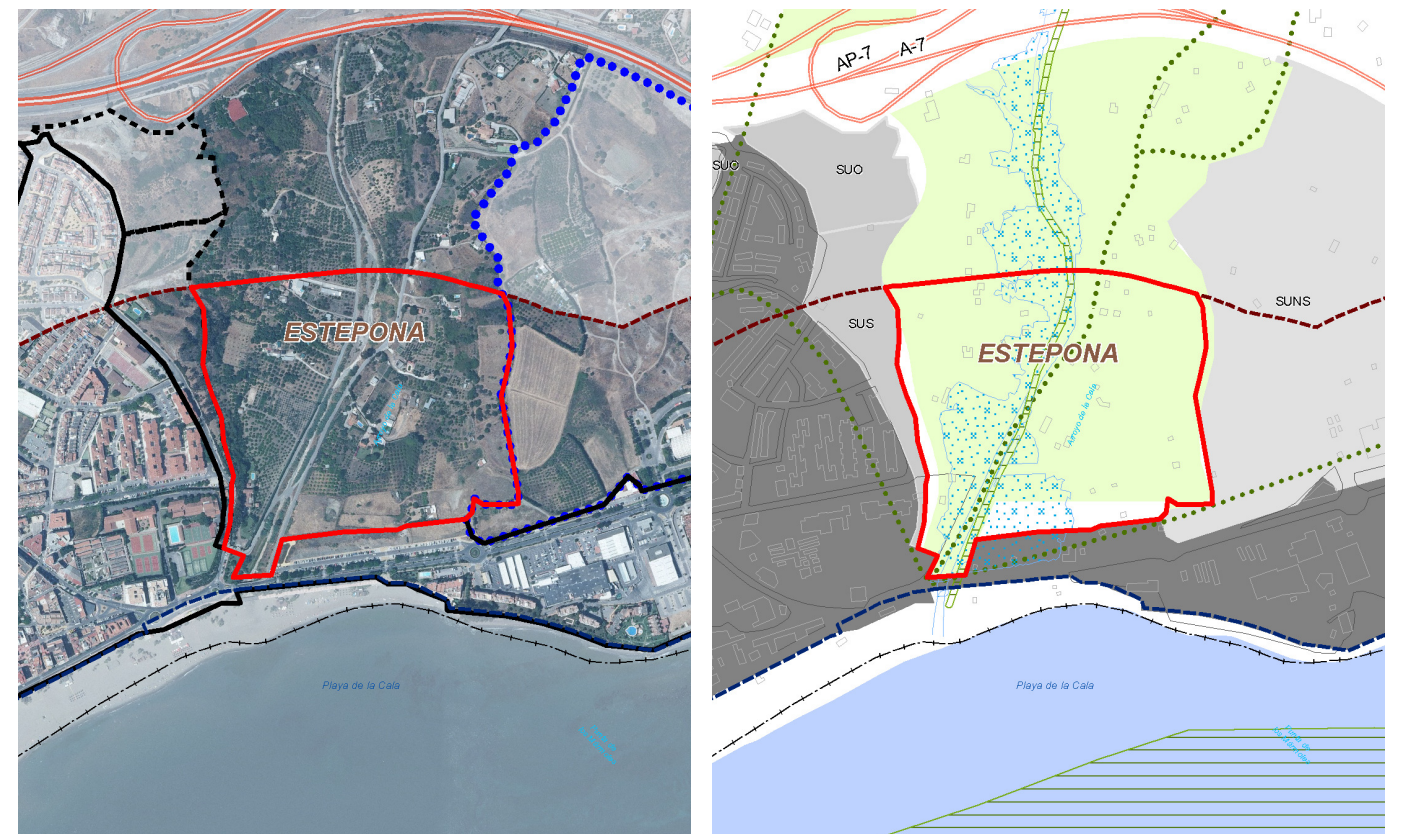 ESTEPONA
Playa de la Cala
AP-7
A-7
SUO
SUO
SUNS
SUS
ESTEPONA
Arroyo de la Cala
Playa de la Cala